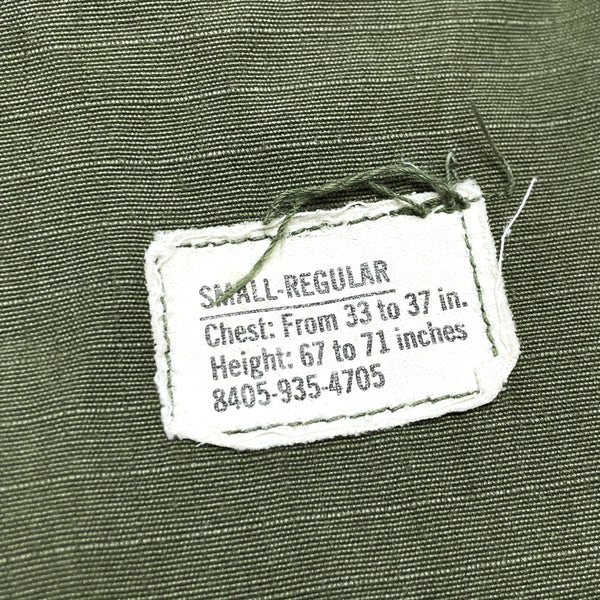 SMALL-REGULAR
Chest: From 33 to 37 in.
Height: 67 to 71 inches
8405-935-4705